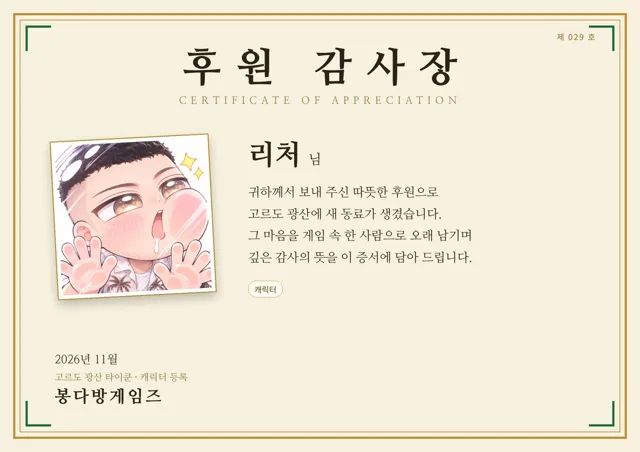 제 029 호
후원 감사장
CERTIFICATE OF APPRECIATION
리처 님
귀하께서 보내 주신 따뜻한 후원으로
고르도 광산에 새 동료가 생겼습니다.
그 마음을 게임 속 한 사람으로 오래 남기며
깊은 감사의 뜻을 이 증서에 담아 드립니다.
캐릭터
2026년 11월
고르도 광산 타이쿤 · 캐릭터 등록
봉다방게임즈